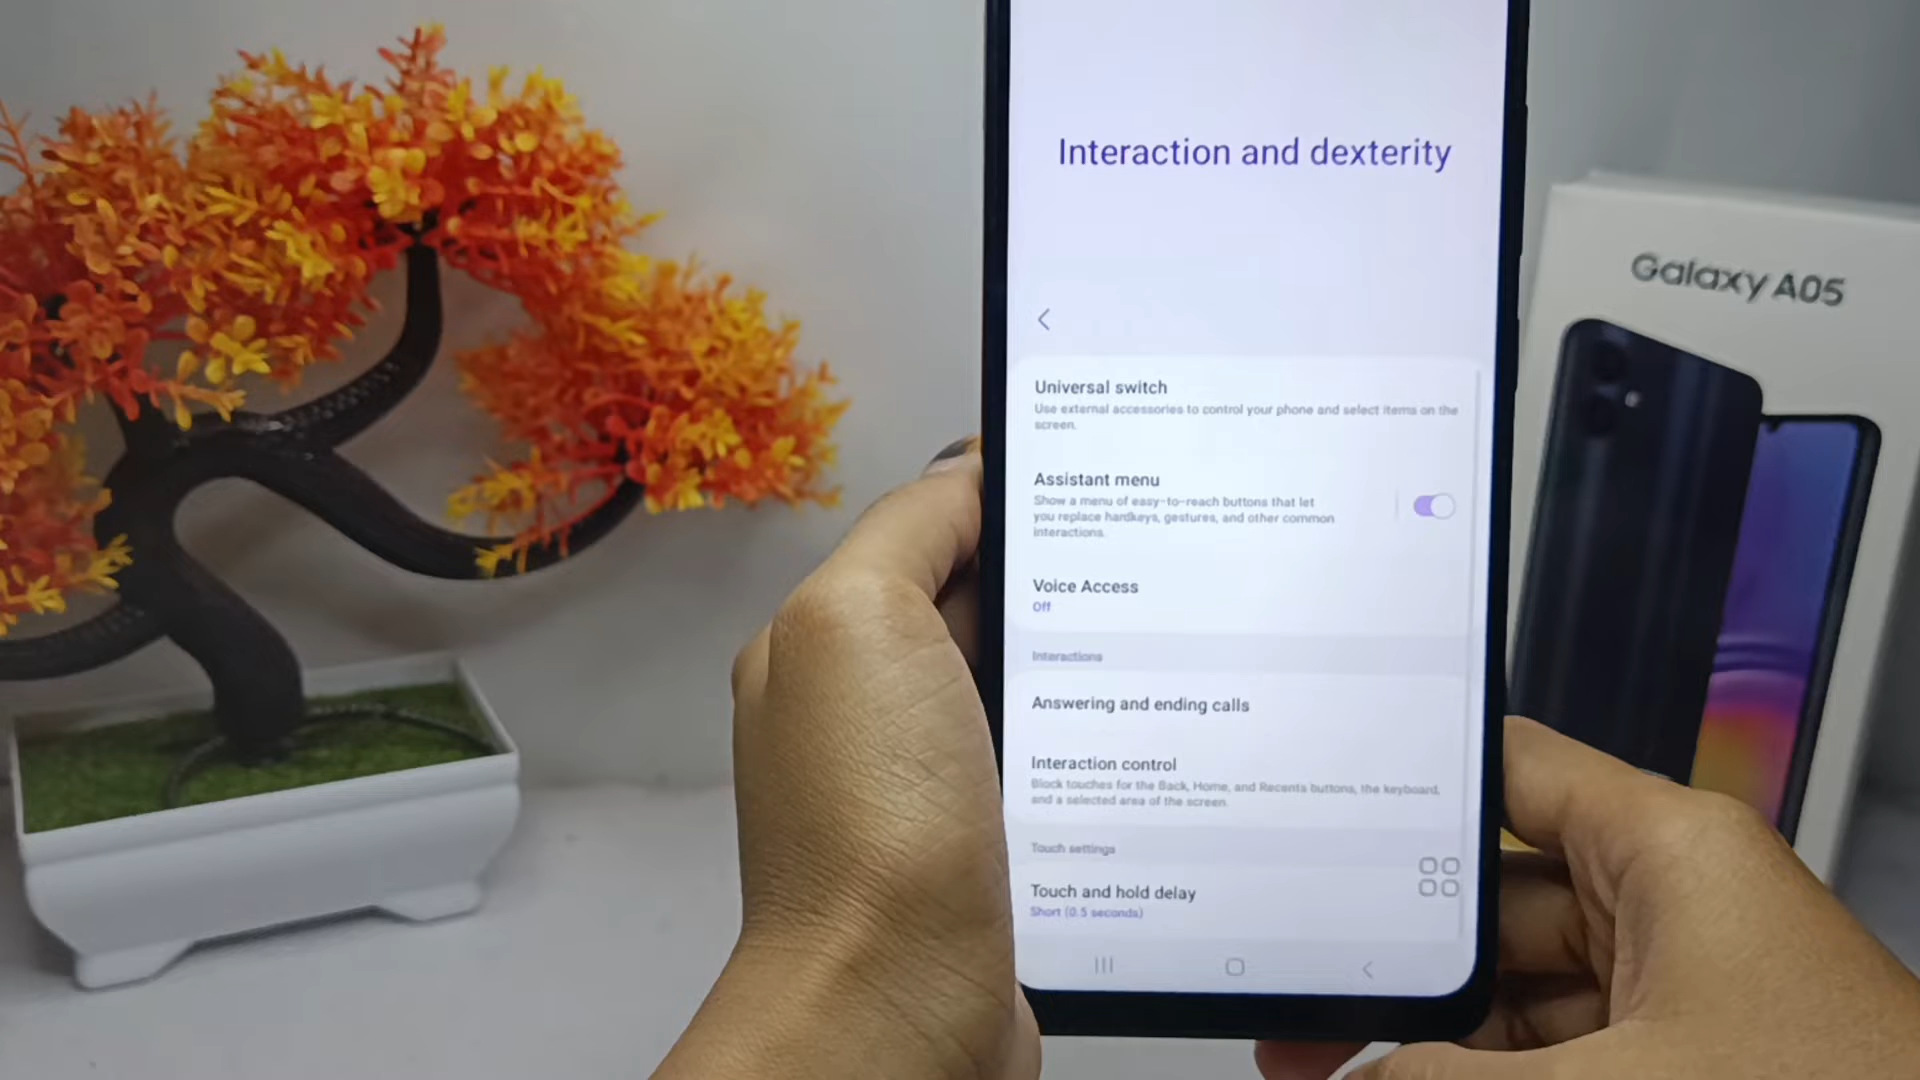 Interaction and dexterity
Galaxy A05
Universal switch
Use external accessories to control your phone and select items on the
screen.
Assistant menu
Show a menu of easy-to-reach buttons that let
you replace hardkeys, gestures, and other common
interactions.
Voice Access
Off
Interactions
Answering and ending calls
Interaction control
Block touches for the Back, Home, and Recents buttons, the keyboard,
and a selected area of the screen.
Touch settings
Touch and hold delay
Short (0.5 seconds)